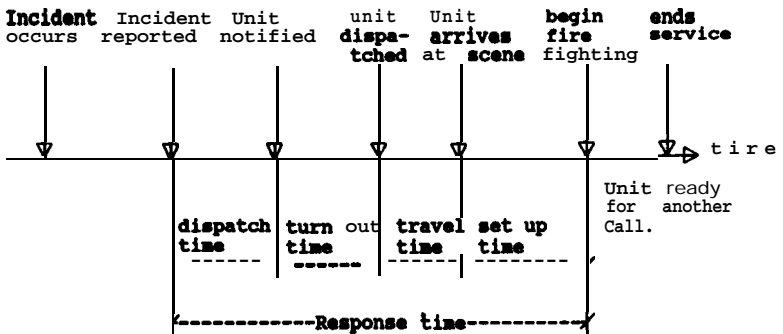 Incident Incident Unit unit Unit begin ends
occurs reported notified dispa- arrives fire service
tched at scene fighting
tire
Unit ready
for another
Call.
dispatch turn out travel set up
time time time time
Response time